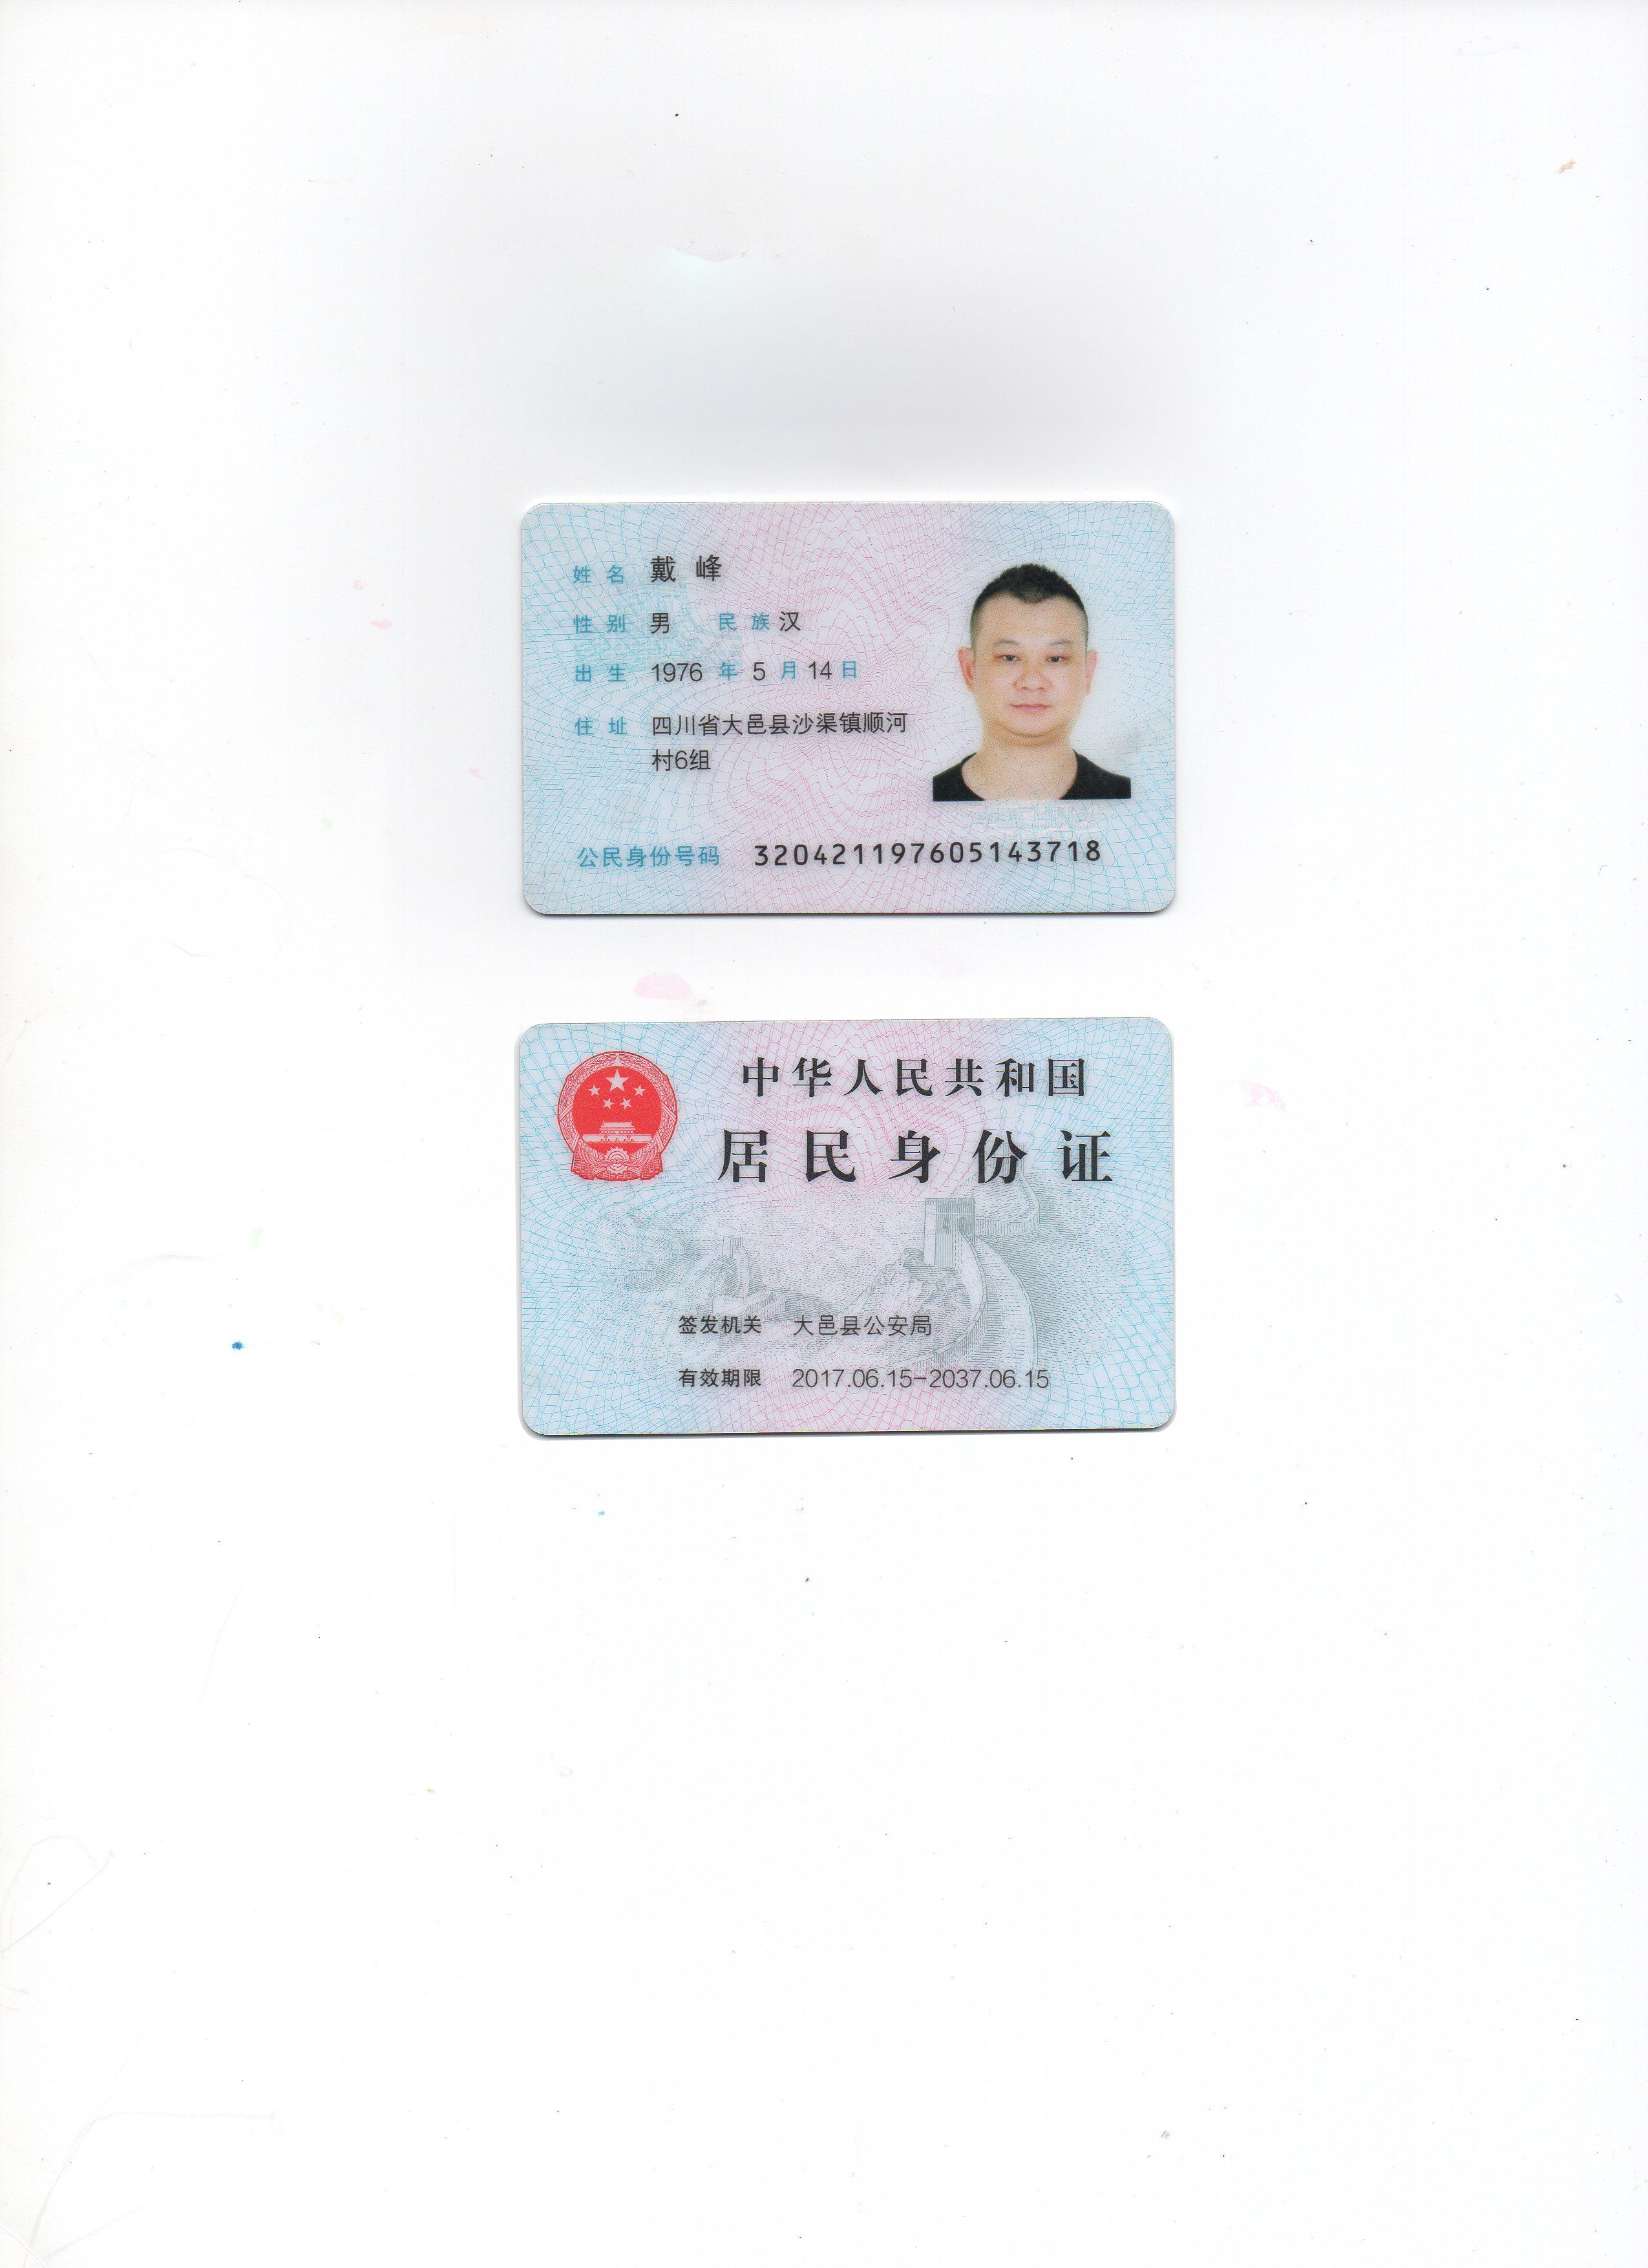 姓名 戴峰
性别 男 民族 汉
出生 1976 年 5 月 14 日
住址 四川省大邑县沙渠镇顺河
村6组
公民身份号码 320421197605143718
中华人民共和国
居民身份证
签发机关 大邑县公安局
有效期限 2017.06.15-2037.06.15